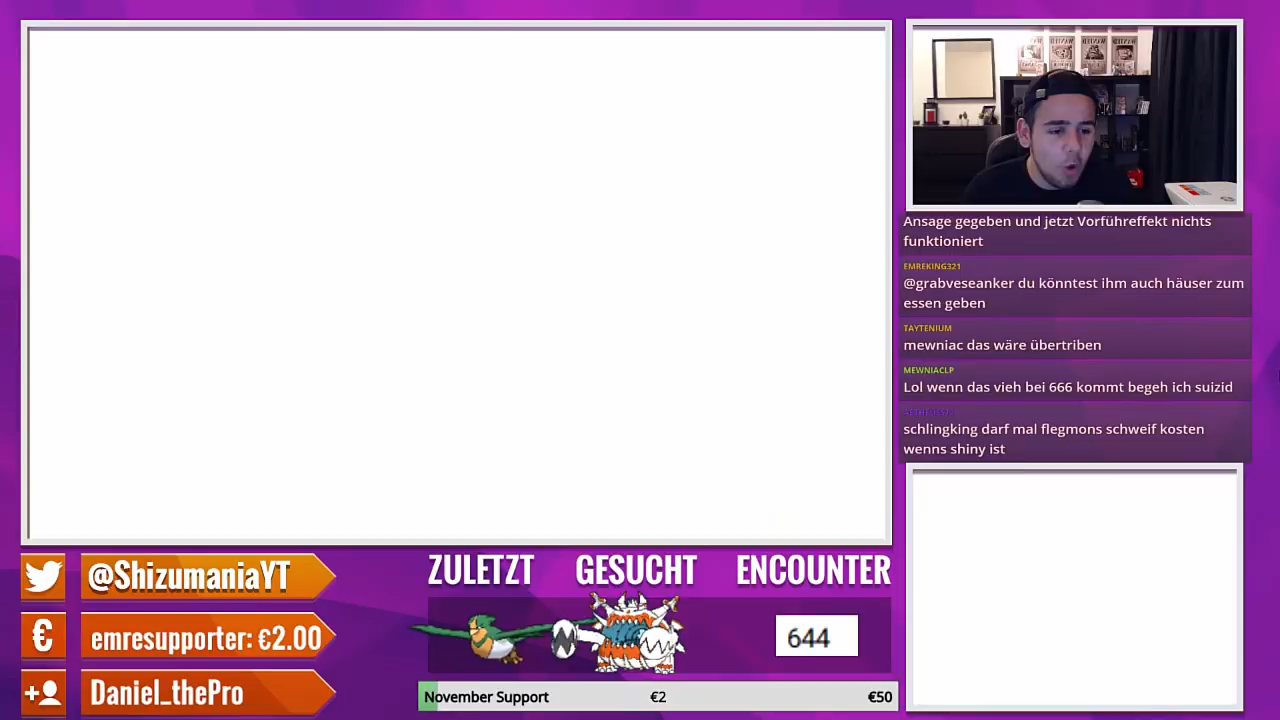 Ansage gegeben und jetzt Vorführeffekt nichts
funktioniert
EMREKING321
@grabveseanker du könntest ihm auch häuser zum
essen geben
TAYTENIUM
mewniac das wäre übertriben
MEWNIACLP
Lol wenn das vieh bei 666 kommt begeh ich suizid
schlingking darf mal flegmons schweif kosten
wenns shiny ist
@ShizumaniaYT
€
emresupporter: €2.00
Daniel_thePro
ZULETZT
GESUCHT
ENCOUNTER
644
November Support
€2
€50